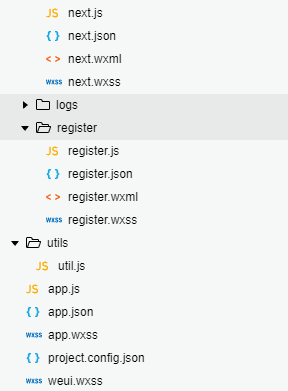 JS next.js
{ } next.json
< > next.wxml
wxss next.wxss
logs
register
JS register.js
{ } register.json
< > register.wxml
wxss register.wxss
utils
JS util.js
JS app.js
{ } app.json
wxss app.wxss
{ } project.config.json
wxss weui.wxss